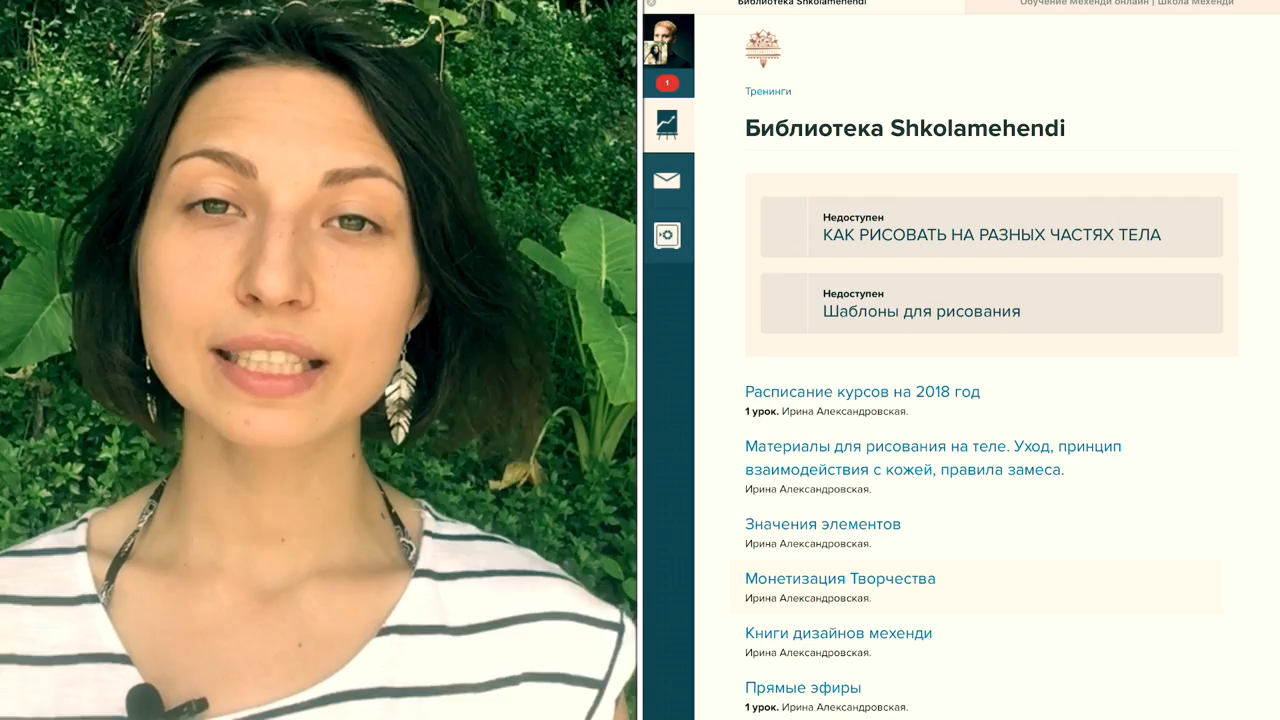 Библиотека Shkolamehendi
Обучение Мехенди онлайн | Школа Мехенди
1
Тренинги
Библиотека Shkolamehendi
Недоступен
КАК РИСОВАТЬ НА РАЗНЫХ ЧАСТЯХ ТЕЛА
Недоступен
Шаблоны для рисования
Расписание курсов на 2018 год
1 урок. Ирина Александровская.
Материалы для рисования на теле. Уход, принцип
взаимодействия с кожей, правила замеса.
Ирина Александровская.
Значения элементов
Ирина Александровская.
Монетизация Творчества
Ирина Александровская.
Книги дизайнов мехенди
Ирина Александровская.
Прямые эфиры
1 урок. Ирина Александровская.